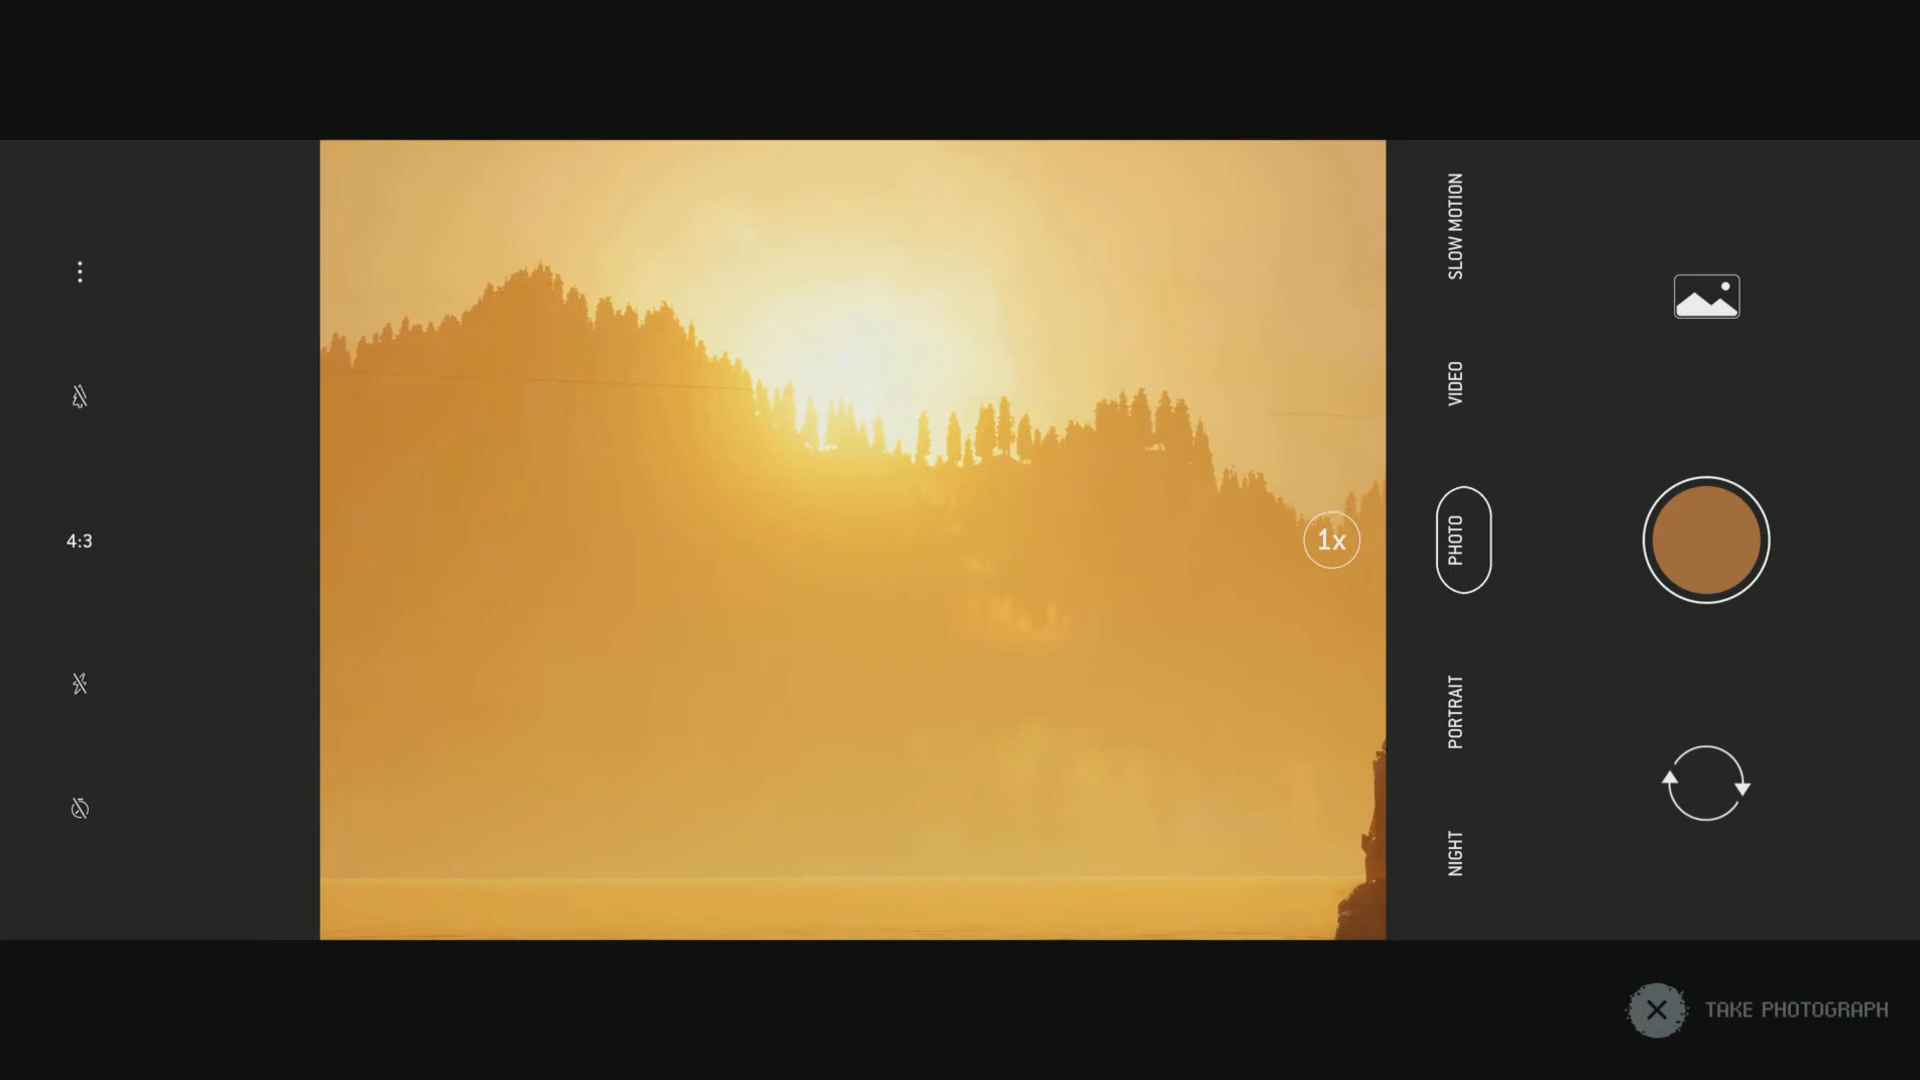 4:3
1x
SLOW MOTION
VIDEO
PHOTO
PORTRAIT
NIGHT
TAKE PHOTOGRAPH